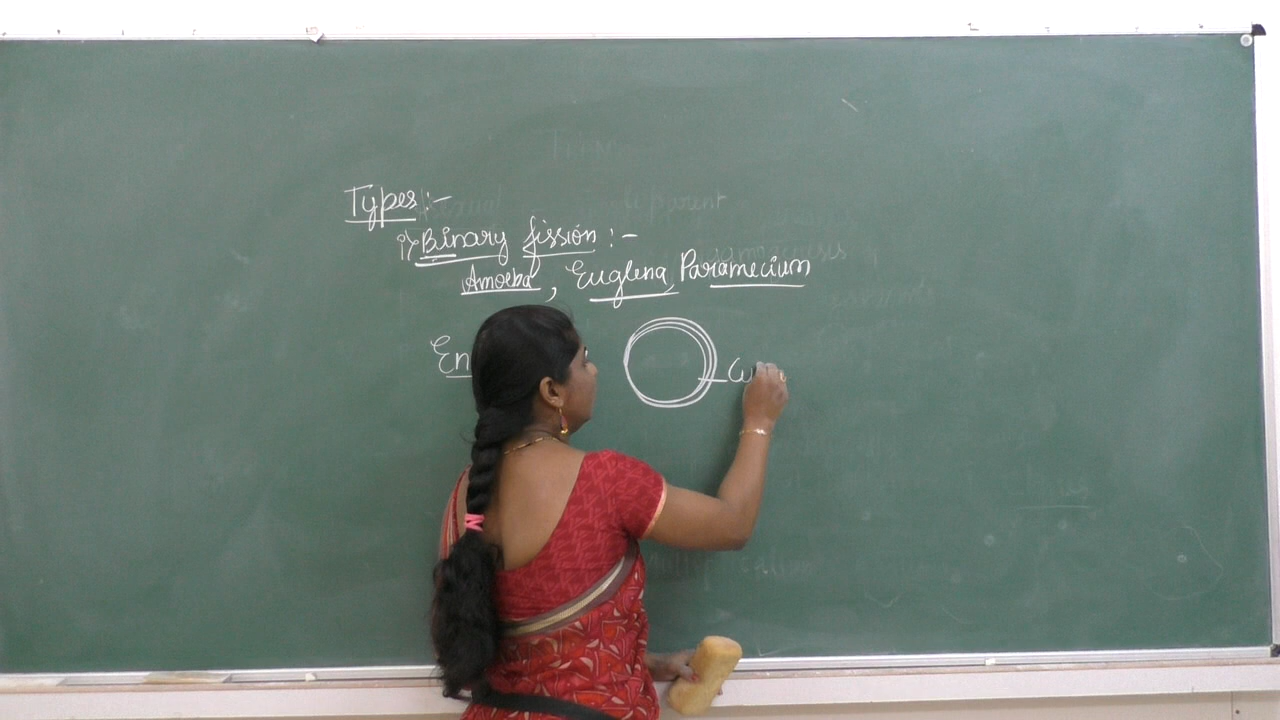 Types :-
i) Binary fission :-
Amoeba, Euglena, Paramecium